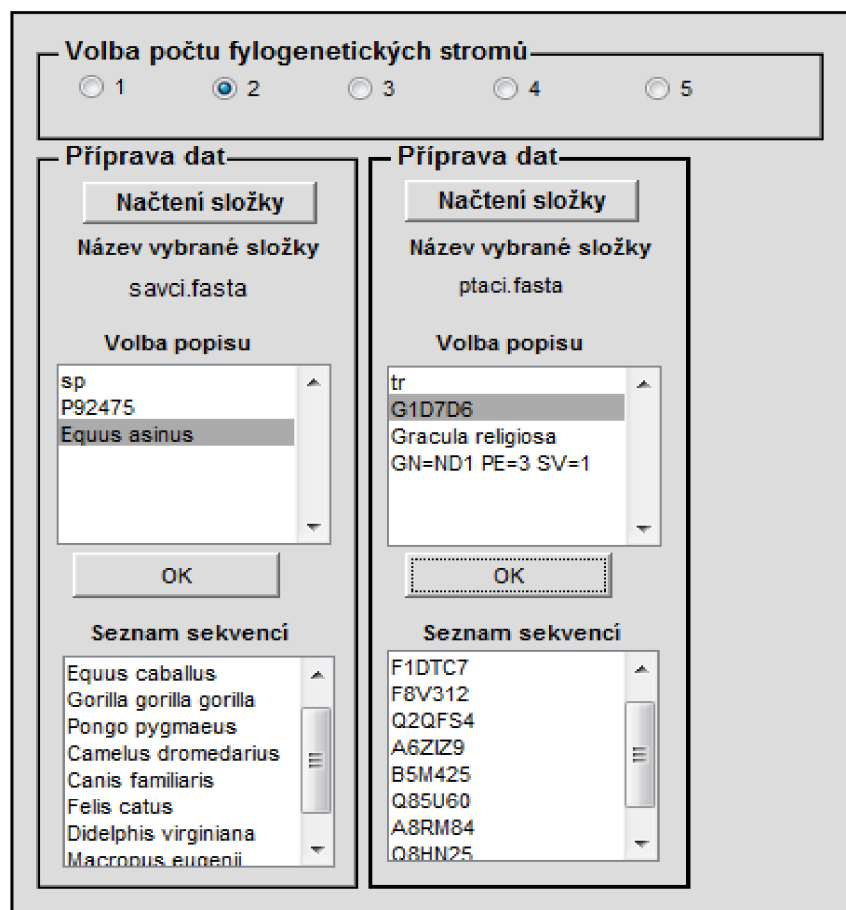 Volba počtu fylogenetických stromů
1 2 3 4 5
Příprava dat
Načtení složky
Název vybrané složky
savci.fasta
Volba popisu
sp
P92475
Equus asinus
OK
Seznam sekvencí
Equus caballus
Gorilla gorilla gorilla
Pongo pygmaeus
Camelus dromedarius
Canis familiaris
Felis catus
Didelphis virginiana
Macropus eugenii
Příprava dat
Načtení složky
Název vybrané složky
ptaci.fasta
Volba popisu
tr
G1D7D6
Gracula religiosa
GN=ND1 PE=3 SV=1
OK
Seznam sekvencí
F1DTC7
F8V312
Q2QFS4
A6ZIZ9
B5M425
Q85U60
A8RM84
Q8HN25